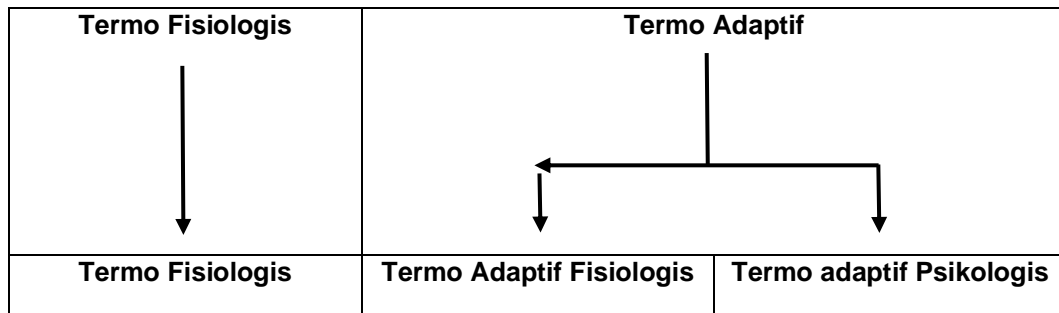 Termo Fisiologis
Termo Adaptif
Termo Fisiologis
Termo Adaptif Fisiologis
Termo adaptif Psikologis